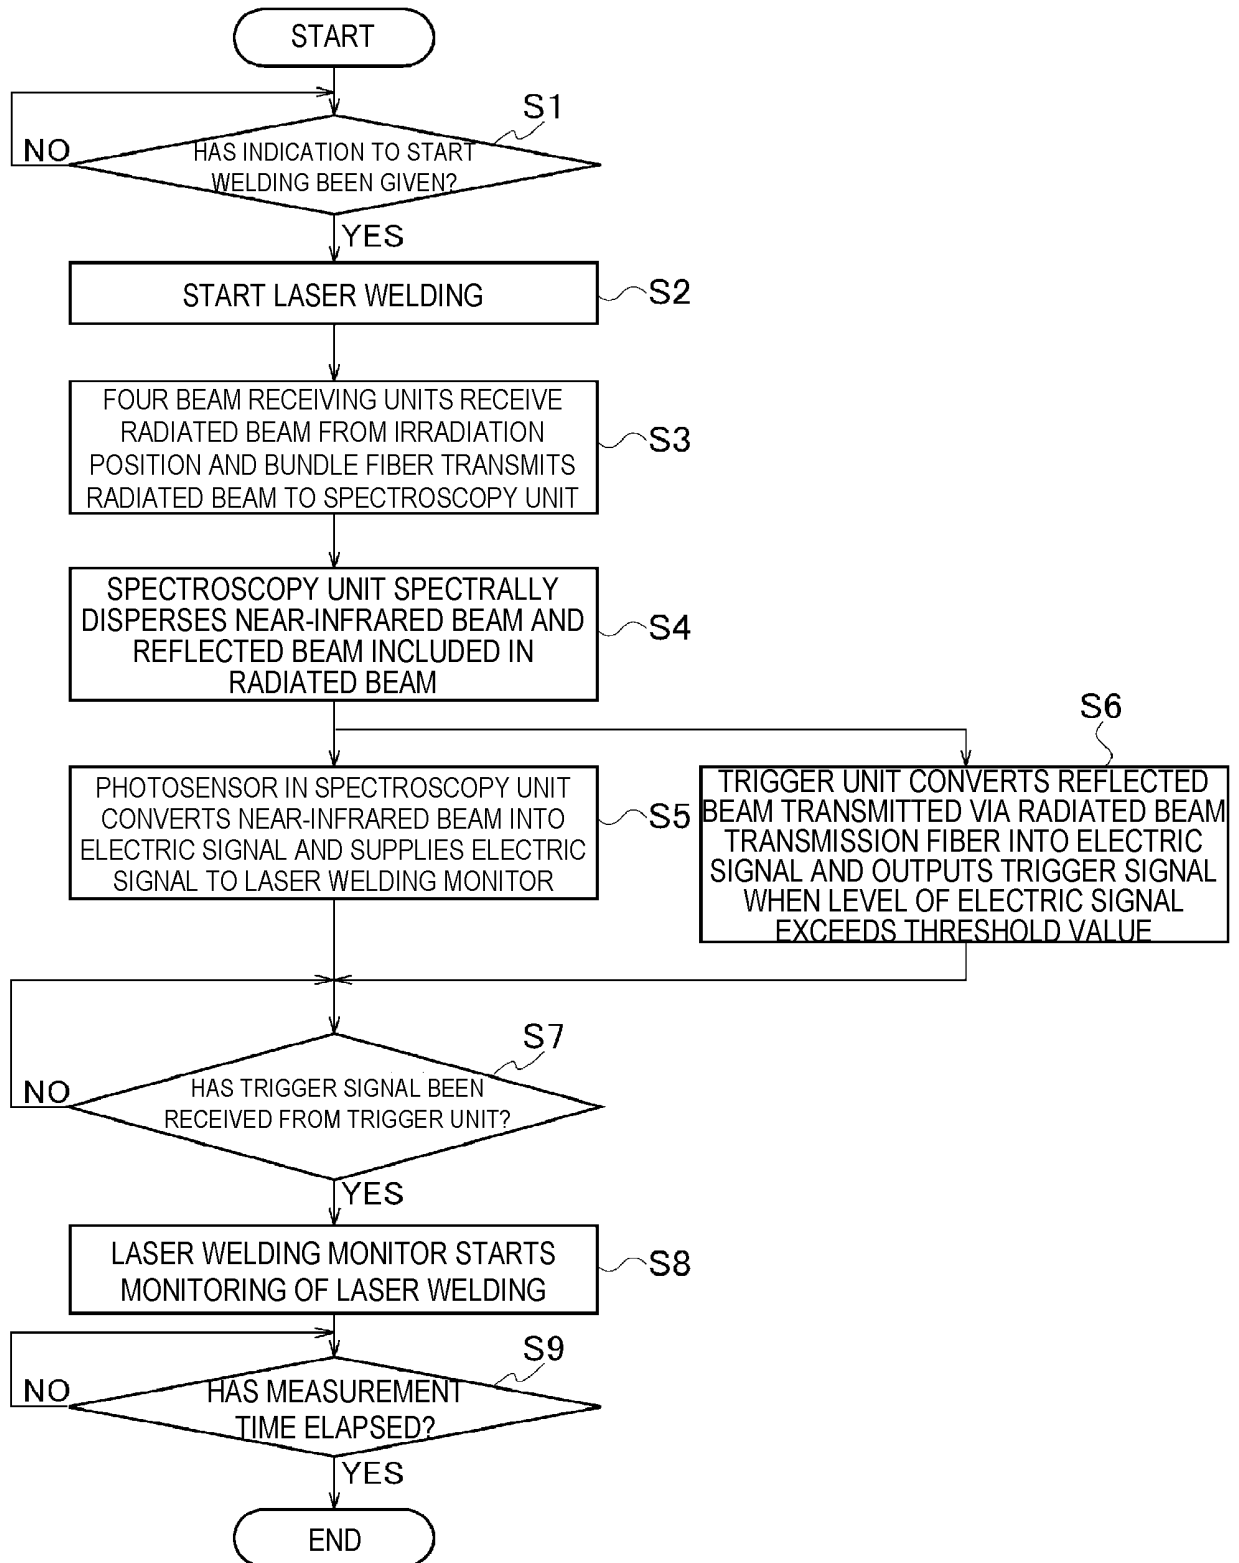 START
S1
HAS INDICATION TO START
WELDING BEEN GIVEN?
NO
YES
START LASER WELDING
S2
FOUR BEAM RECEIVING UNITS RECEIVE
RADIATED BEAM FROM IRRADIATION
POSITION AND BUNDLE FIBER TRANSMITS
RADIATED BEAM TO SPECTROSCOPY UNIT
S3
SPECTROSCOPY UNIT SPECTRALLY
DISPERSES NEAR-INFRARED BEAM AND
REFLECTED BEAM INCLUDED IN
RADIATED BEAM
S4
PHOTOSENSOR IN SPECTROSCOPY UNIT
CONVERTS NEAR-INFRARED BEAM INTO
ELECTRIC SIGNAL AND SUPPLIES ELECTRIC
SIGNAL TO LASER WELDING MONITOR
S5
S6
TRIGGER UNIT CONVERTS REFLECTED
BEAM TRANSMITTED VIA RADIATED BEAM
TRANSMISSION FIBER INTO ELECTRIC
SIGNAL AND OUTPUTS TRIGGER SIGNAL
WHEN LEVEL OF ELECTRIC SIGNAL
EXCEEDS THRESHOLD VALUE
S7
HAS TRIGGER SIGNAL BEEN
RECEIVED FROM TRIGGER UNIT?
NO
YES
LASER WELDING MONITOR STARTS
MONITORING OF LASER WELDING
S8
S9
HAS MEASUREMENT
TIME ELAPSED?
NO
YES
END